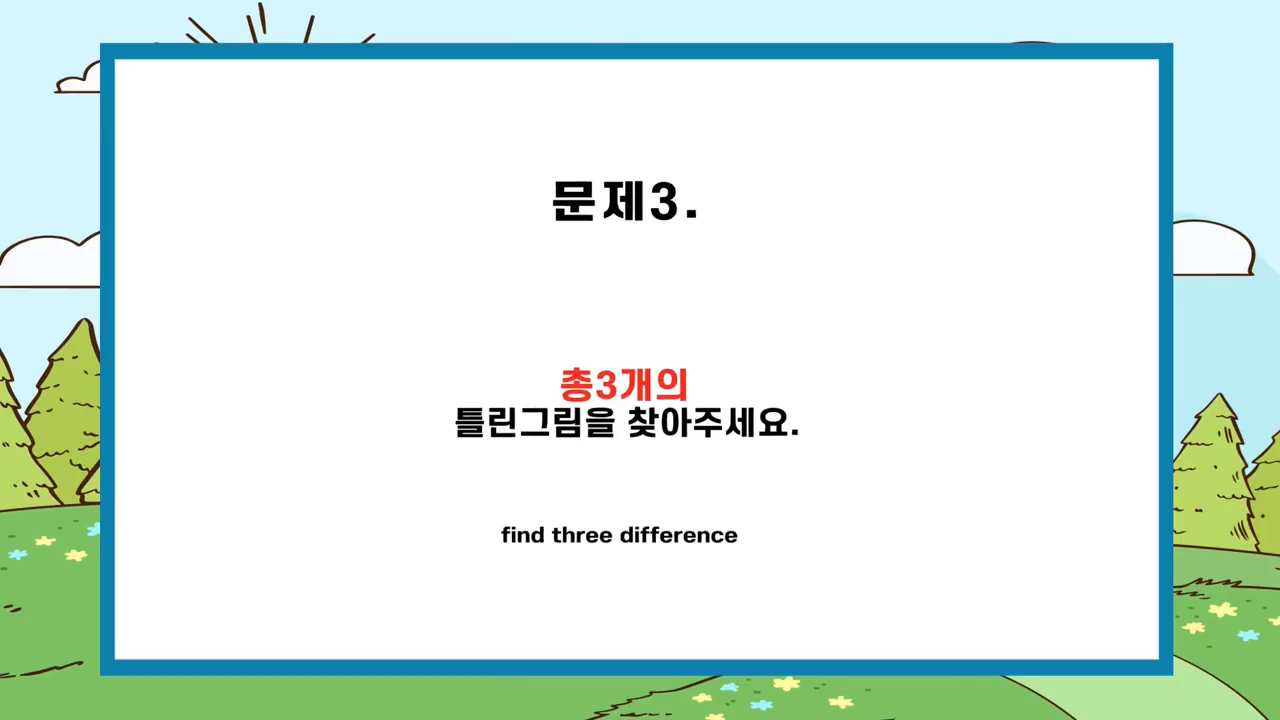 문제3.
총3개의
틀린그림을 찾아주세요.
find three difference